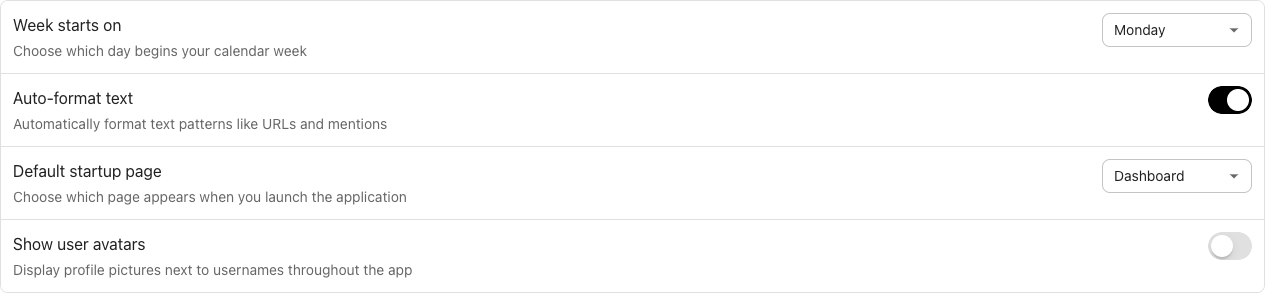 Week starts on
Monday
Choose which day begins your calendar week
Auto-format text
Automatically format text patterns like URLs and mentions
Default startup page
Dashboard
Choose which page appears when you launch the application
Show user avatars
Display profile pictures next to usernames throughout the app